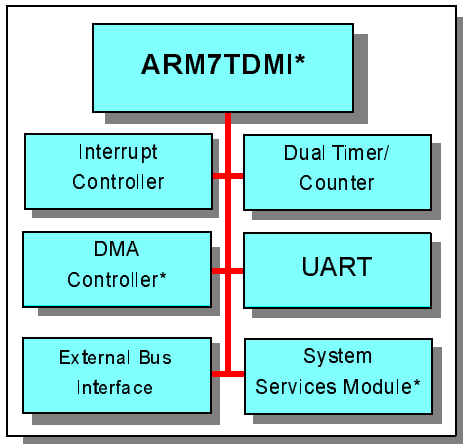 ARM7TDMI*
Interrupt
Controller
Dual Timer/
Counter
DMA
Controller*
UART
External Bus
Interface
System
Services Module*